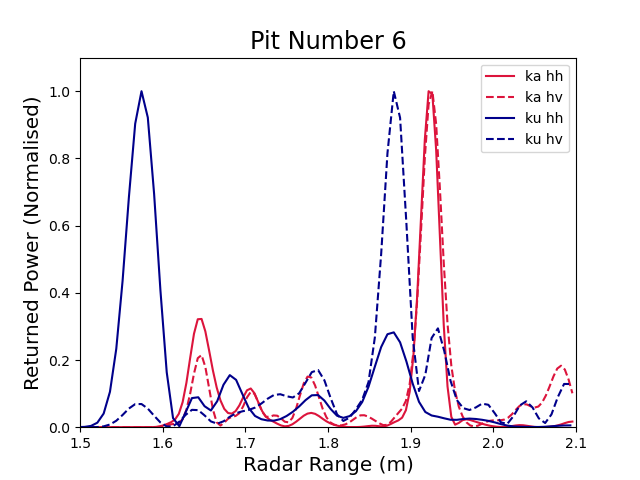 Pit Number 6
Returned Power (Normalised)
1.0
0.8
0.6
0.4
0.2
0.0
ka hh
ka hv
ku hh
ku hv
1.5 1.6 1.7 1.8 1.9 2.0 2.1
Radar Range (m)